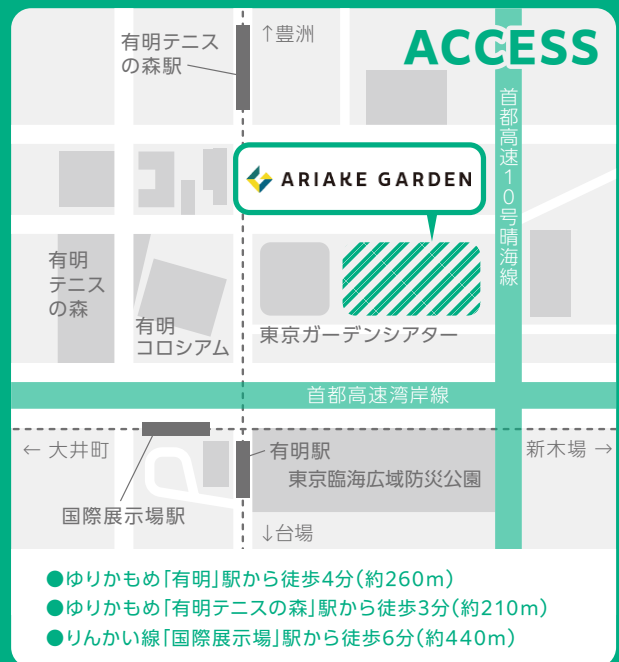 ACCESS
↑豊洲
有明テニス
の森駅
首都高速10号晴海線
ARIAKE GARDEN
有明
テニス
の森
有明
コロシアム
東京ガーデンシアター
首都高速湾岸線
← 大井町
有明駅
新木場 →
東京臨海広域防災公園
国際展示場駅
↓台場
●ゆりかもめ「有明」駅から徒歩4分(約260m)
●ゆりかもめ「有明テニスの森」駅から徒歩3分(約210m)
●りんかい線「国際展示場」駅から徒歩6分(約440m)